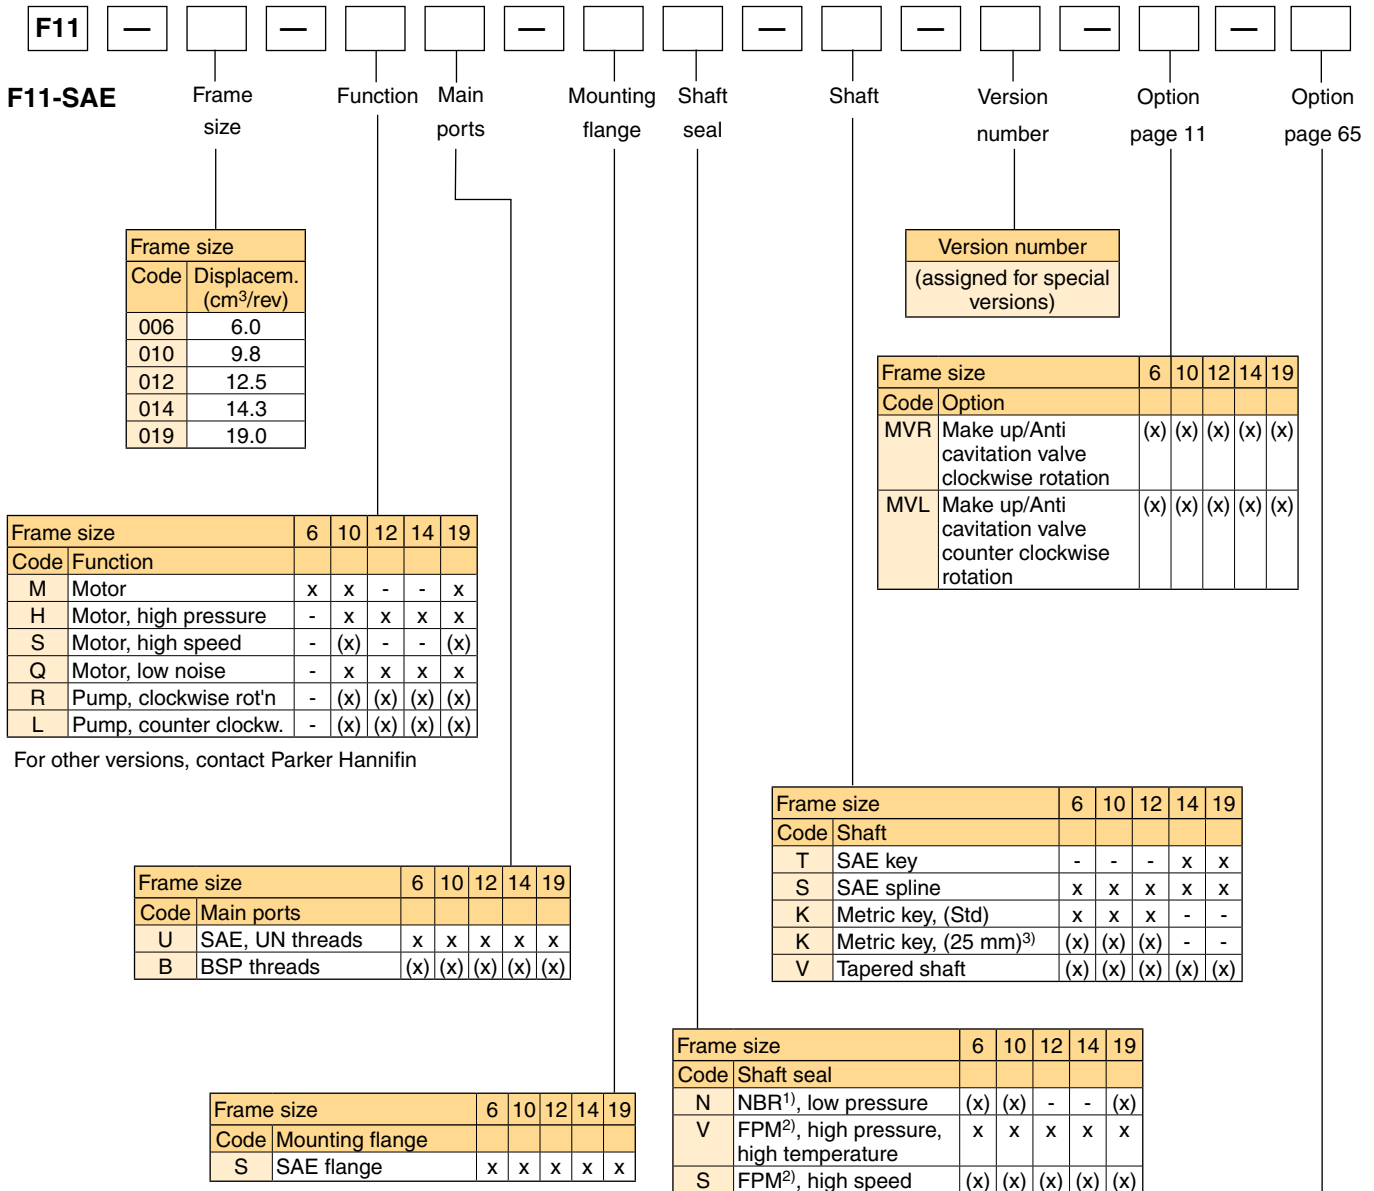 F11 — — — — — — —
F11-SAE
Frame size
Function
Main ports
Mounting flange
Shaft seal
Shaft
Version number
Option page 11
Option page 65
Frame size
Code Displacem. (cm³/rev)
006 6.0
010 9.8
012 12.5
014 14.3
019 19.0
Version number
(assigned for special versions)
Frame size 6 10 12 14 19
Code Option
MVR Make up/Anti cavitation valve clockwise rotation (x) (x) (x) (x) (x)
MVL Make up/Anti cavitation valve counter clockwise rotation (x) (x) (x) (x) (x)
Frame size 6 10 12 14 19
Code Function
M Motor x x - - x
H Motor, high pressure - x x x x
S Motor, high speed - (x) - - (x)
Q Motor, low noise - x x x x
R Pump, clockwise rot'n - (x) (x) (x) (x)
L Pump, counter clockw. - (x) (x) (x) (x)
For other versions, contact Parker Hannifin
Frame size 6 10 12 14 19
Code Shaft
T SAE key - - - x x
S SAE spline x x x x x
K Metric key, (Std) x x x - -
K Metric key, (25 mm)³⁾ (x) (x) (x) - -
V Tapered shaft (x) (x) (x) (x) (x)
Frame size 6 10 12 14 19
Code Main ports
U SAE, UN threads x x x x x
B BSP threads (x) (x) (x) (x) (x)
Frame size 6 10 12 14 19
Code Shaft seal
N NBR¹⁾, low pressure (x) (x) - - (x)
V FPM²⁾, high pressure, high temperature x x x x x
S FPM²⁾, high speed (x) (x) (x) (x) (x)
Frame size 6 10 12 14 19
Code Mounting flange
S SAE flange x x x x x